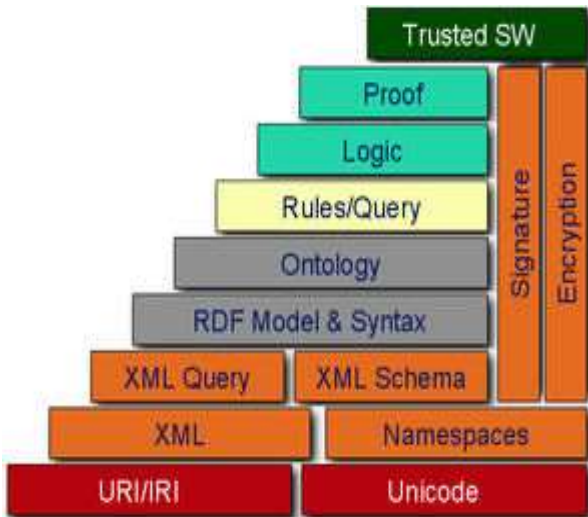 Trusted SW
Proof
Logic
Rules/Query
Ontology
RDF Model & Syntax
XML Query
XML Schema
Signature
Encryption
XML
Namespaces
URI/IRI
Unicode